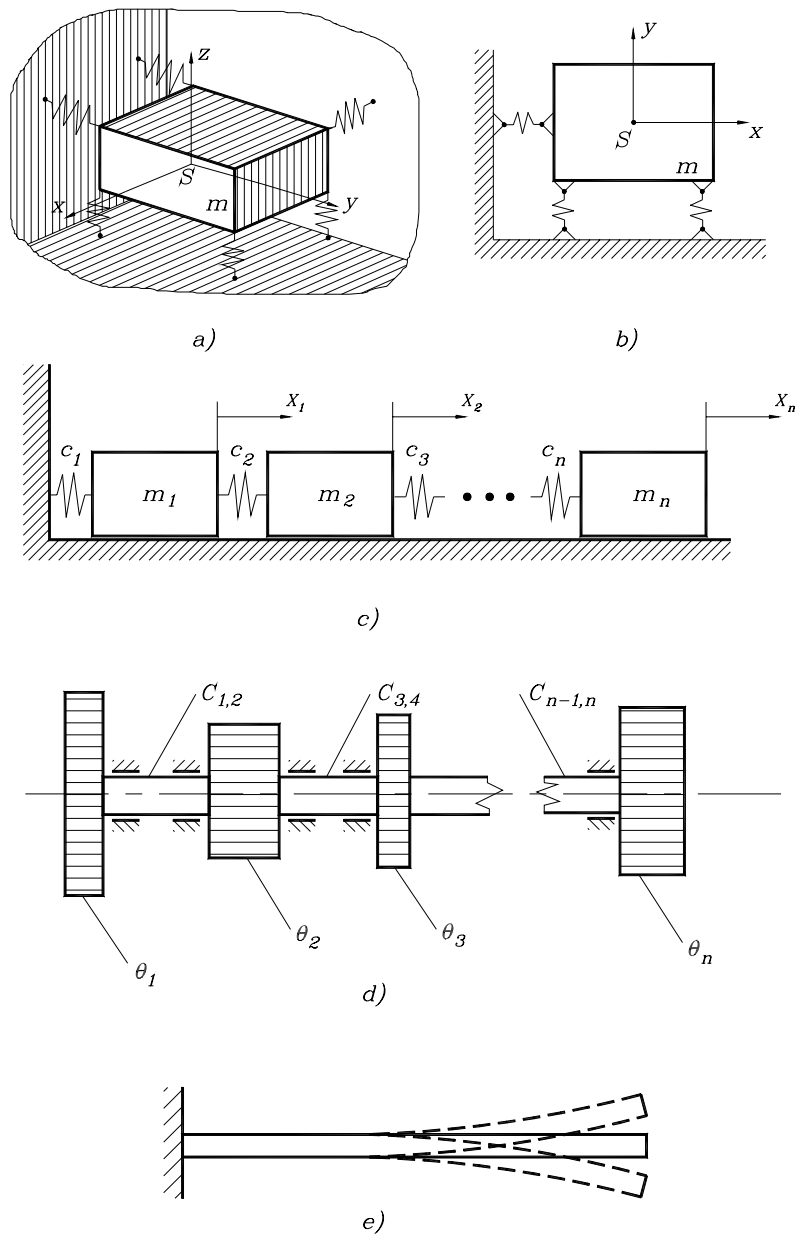 z
y
x
S
m
y
S
x
m
a)
b)
X1
X2
Xn
c1
c2
c3
cn
m1
m2
mn
c)
C1,2
C3,4
Cn-1,n
θ1
θ2
θ3
θn
d)
e)